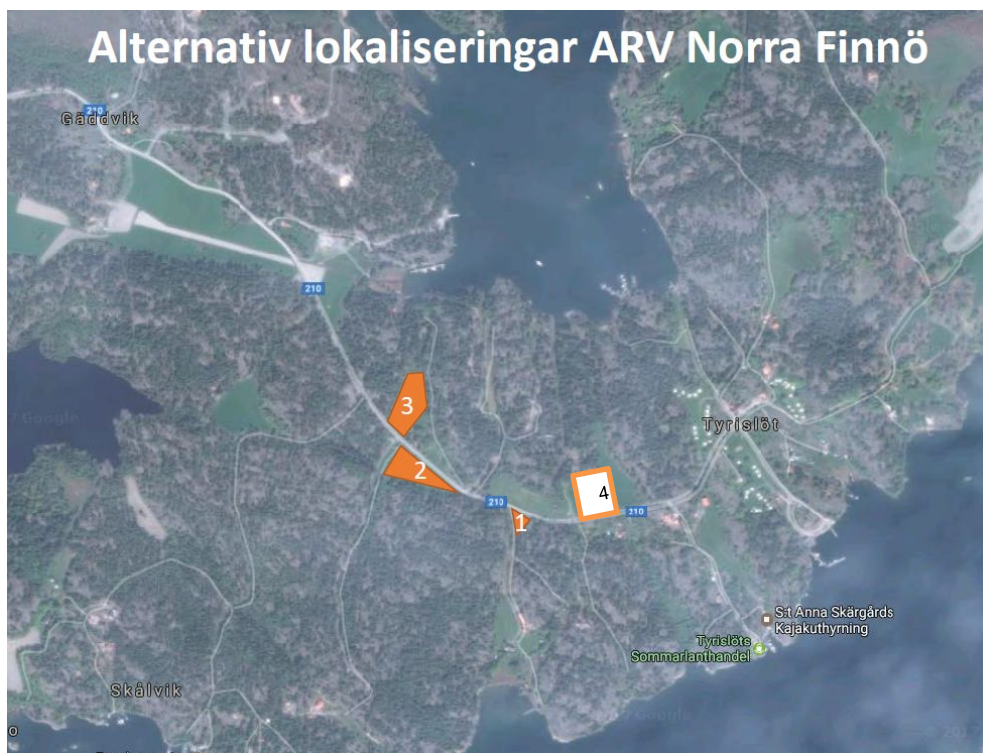 Alternativ lokaliseringar ARV Norra Finnö
210
Gäddvik
210
3
Tyrislöt
2
4
210
210
1
S:t Anna Skärgårds
Kajakuthyrning
Tyrislöts
Sommarlanthandel
Skålvik